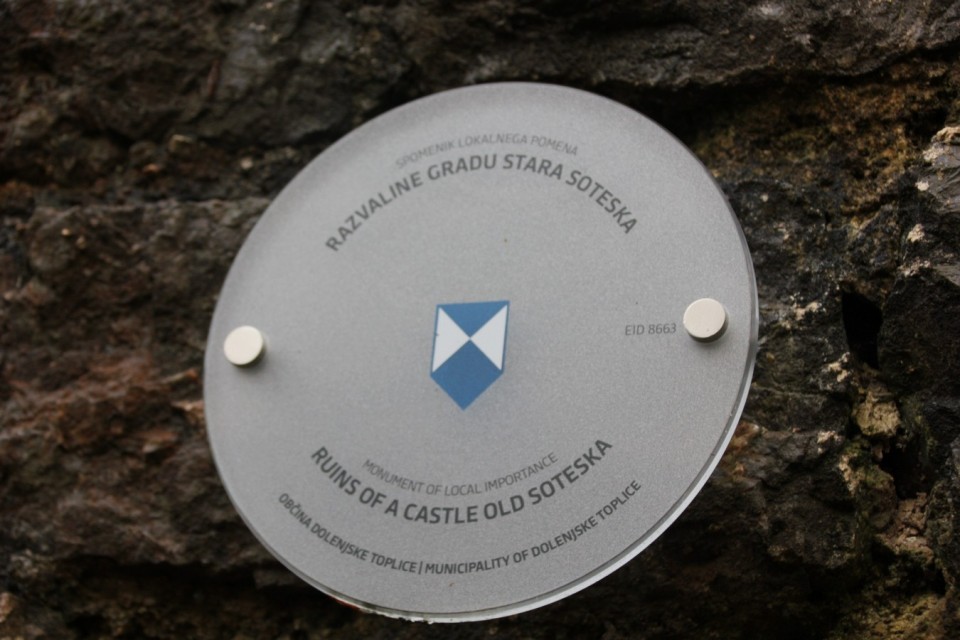 SPOMENIK LOKALNEGA POMENA
RAZVALINE GRADU STARA SOTESKA
EID 8663
MONUMENT OF LOCAL IMPORTANCE
RUINS OF A CASTLE OLD SOTESKA
OBČINA DOLENJSKE TOPLICE | MUNICIPALITY OF DOLENJSKE TOPLICE